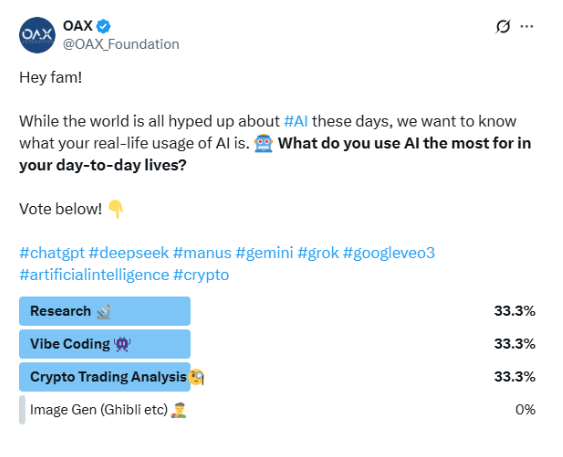 OAX
OAX
@OAX_Foundation
Hey fam!
While the world is all hyped up about #AI these days, we want to know
what your real-life usage of AI is. 🤖 What do you use AI the most for in
your day-to-day lives?
Vote below! 👇
#chatgpt #deepseek #manus #gemini #grok #googleveo3
#artificialintelligence #crypto
Research 🔬 33.3%
Vibe Coding 👾 33.3%
Crypto Trading Analysis🧐 33.3%
Image Gen (Ghibli etc) 👨‍🎨 0%